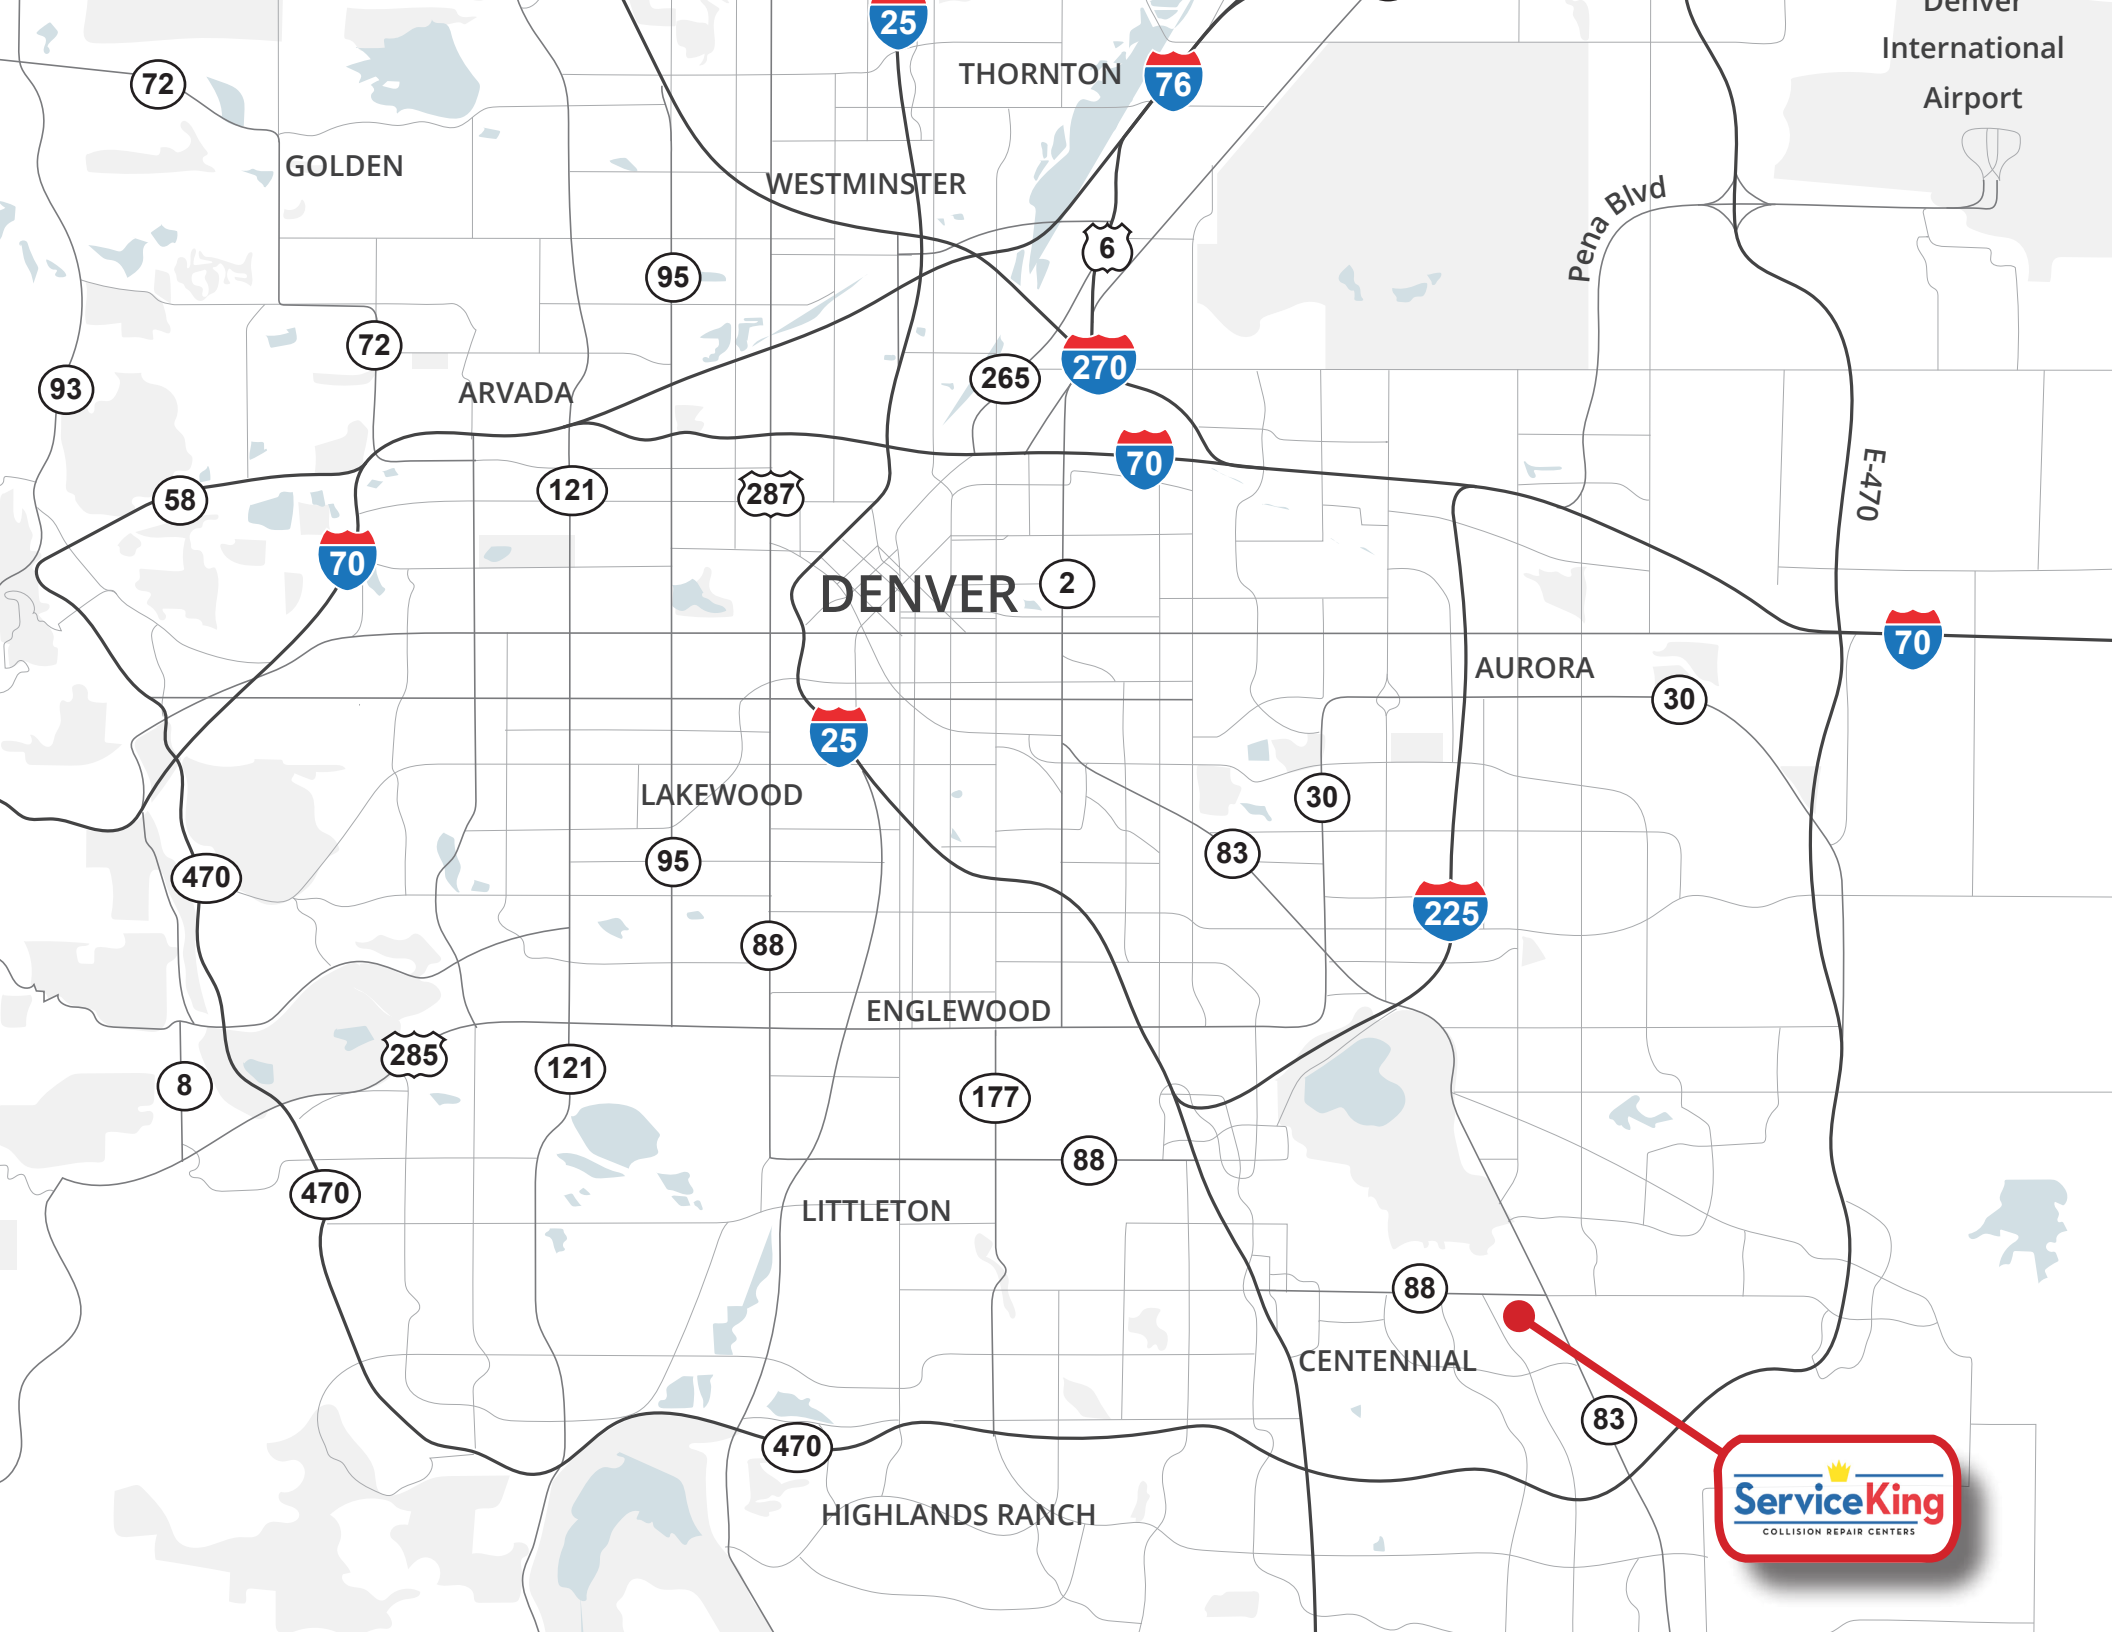 Denver
International
Airport
25
THORNTON
76
72
GOLDEN
WESTMINSTER
Pena Blvd
6
95
72
270
265
93
ARVADA
70
E-470
58
121
287
70
DENVER
2
70
AURORA
30
25
LAKEWOOD
30
83
95
470
225
88
ENGLEWOOD
285
121
8
177
88
470
LITTLETON
88
CENTENNIAL
83
470
ServiceKing
COLLISION REPAIR CENTERS
HIGHLANDS RANCH